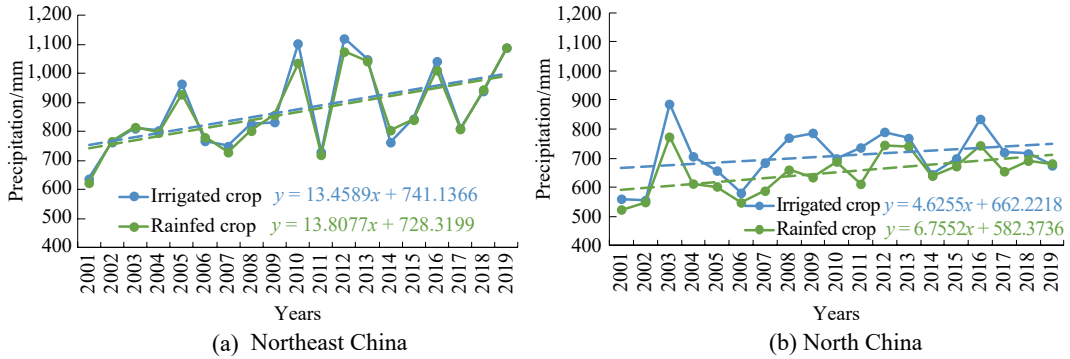 1,200
1,100
1,000
900
800
700
600
500
400
Precipitation/mm
Irrigated crop y = 13.4589x + 741.1366
Rainfed crop y = 13.8077x + 728.3199
2001 2002 2003 2004 2005 2006 2007 2008 2009 2010 2011 2012 2013 2014 2015 2016 2017 2018 2019
Years
(a) Northeast China
1,200
1,100
1,000
900
800
700
600
500
400
Precipitation/mm
Irrigated crop y = 4.6255x + 662.2218
Rainfed crop y = 6.7552x + 582.3736
2001 2002 2003 2004 2005 2006 2007 2008 2009 2010 2011 2012 2013 2014 2015 2016 2017 2018 2019
Years
(b) North China